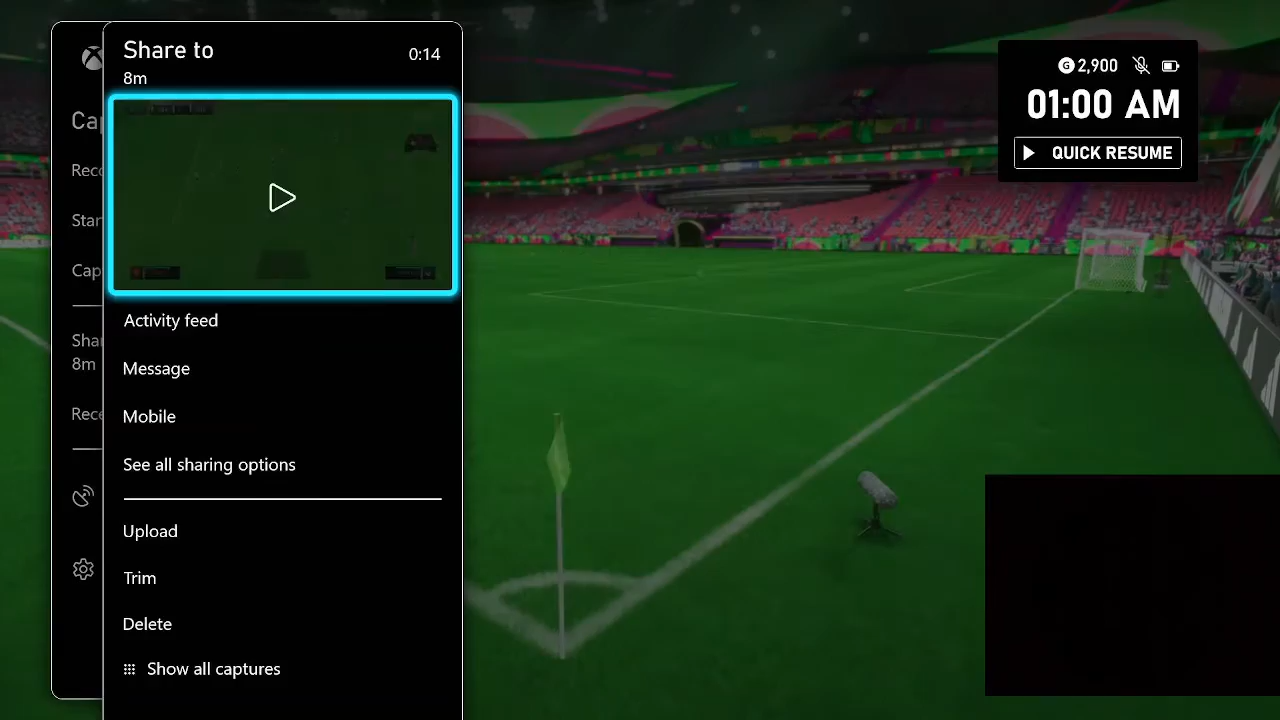 Share to
0:14
8m
Activity feed
Message
Mobile
See all sharing options
Upload
Trim
Delete
Show all captures
8m
G 2,900
01:00 AM
QUICK RESUME